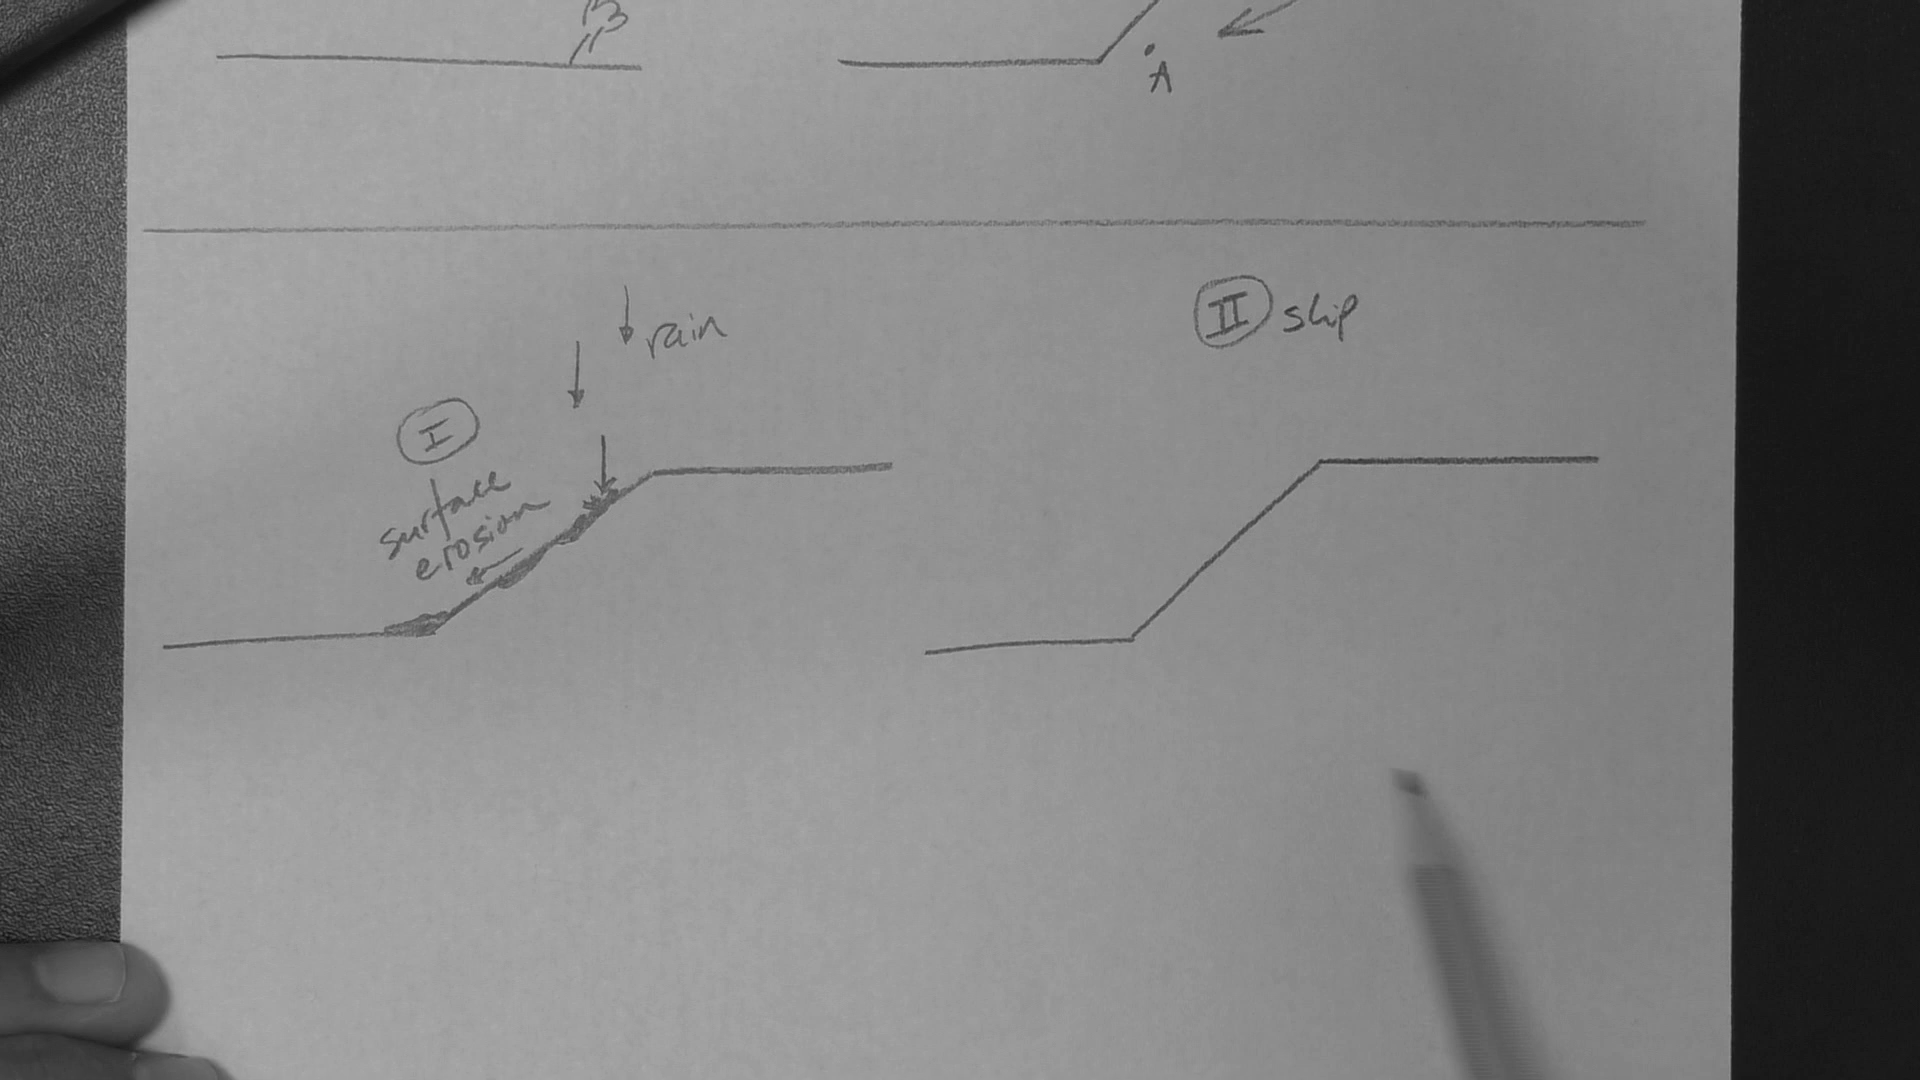 β
A
rain
II slip
I
surface
erosion